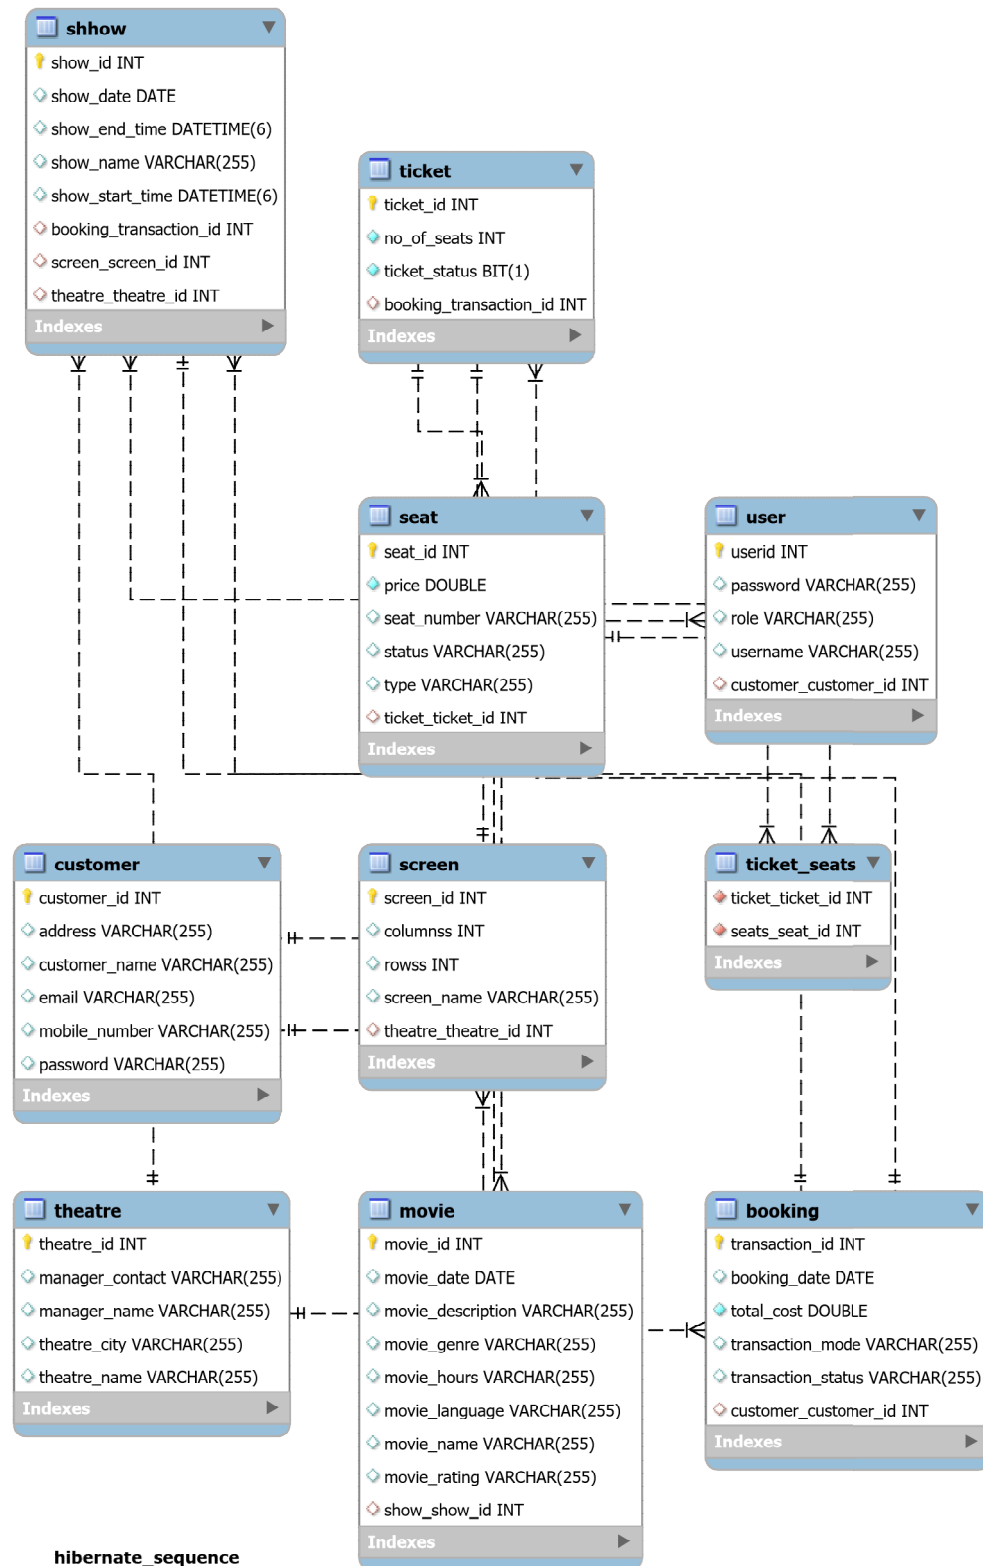 shhow
show_id INT
show_date DATE
show_end_time DATETIME(6)
show_name VARCHAR(255)
show_start_time DATETIME(6)
booking_transaction_id INT
screen_screen_id INT
theatre_theatre_id INT
Indexes
ticket
ticket_id INT
no_of_seats INT
ticket_status BIT(1)
booking_transaction_id INT
Indexes
seat
seat_id INT
price DOUBLE
seat_number VARCHAR(255)
status VARCHAR(255)
type VARCHAR(255)
ticket_ticket_id INT
Indexes
user
userid INT
password VARCHAR(255)
role VARCHAR(255)
username VARCHAR(255)
customer_customer_id INT
Indexes
customer
customer_id INT
address VARCHAR(255)
customer_name VARCHAR(255)
email VARCHAR(255)
mobile_number VARCHAR(255)
password VARCHAR(255)
Indexes
screen
screen_id INT
columnss INT
rowss INT
screen_name VARCHAR(255)
theatre_theatre_id INT
Indexes
ticket_seats
ticket_ticket_id INT
seats_seat_id INT
Indexes
theatre
theatre_id INT
manager_contact VARCHAR(255)
manager_name VARCHAR(255)
theatre_city VARCHAR(255)
theatre_name VARCHAR(255)
Indexes
movie
movie_id INT
movie_date DATE
movie_description VARCHAR(255)
movie_genre VARCHAR(255)
movie_hours VARCHAR(255)
movie_language VARCHAR(255)
movie_name VARCHAR(255)
movie_rating VARCHAR(255)
show_show_id INT
Indexes
booking
transaction_id INT
booking_date DATE
total_cost DOUBLE
transaction_mode VARCHAR(255)
transaction_status VARCHAR(255)
customer_customer_id INT
Indexes
hibernate_sequence